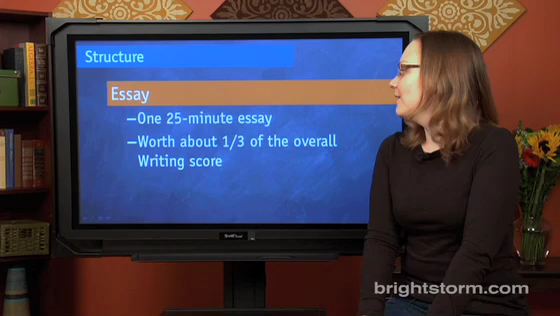 Structure
Essay
—One 25-minute essay
—Worth about 1/3 of the overall
Writing score
brightstorm.com